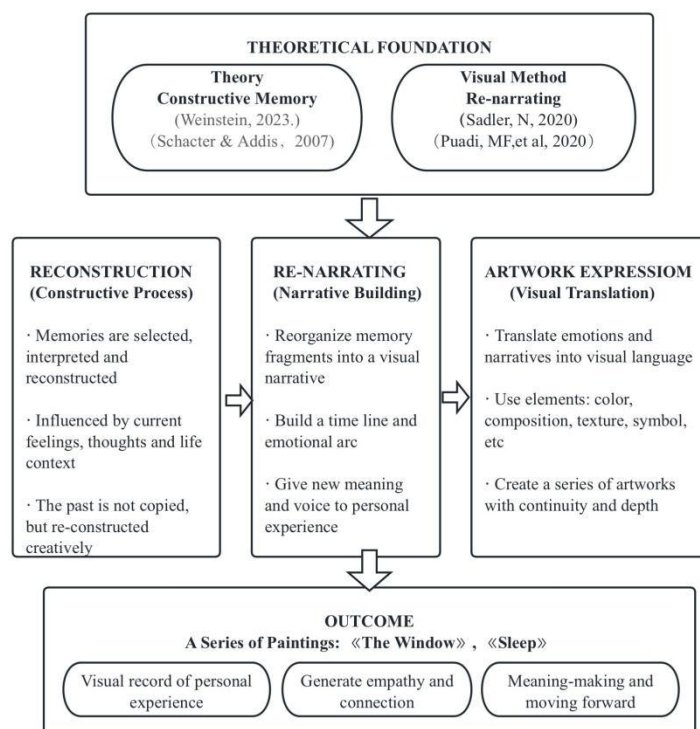 THEORETICAL FOUNDATION
Theory
Constructive Memory
(Weinstein, 2023.)
(Schacter & Addis, 2007)
Visual Method
Re-narrating
(Sadler, N, 2020)
(Puadi, MF,et al, 2020)
RECONSTRUCTION
(Constructive Process)
· Memories are selected,
interpreted and
reconstructed
· Influenced by current
feelings, thoughts and life
context
· The past is not copied,
but re-constructed
creatively
RE-NARRATING
(Narrative Building)
· Reorganize memory
fragments into a visual
narrative
· Build a time line and
emotional arc
· Give new meaning
and voice to personal
experience
ARTWORK EXPRESSIOM
(Visual Translation)
· Translate emotions and
narratives into visual
language
· Use elements: color,
composition, texture, symbol,
etc
· Create a series of artworks
with continuity and depth
OUTCOME
A Series of Paintings: 《The Window》, 《Sleep》
Visual record of personal
experience
Generate empathy and
connection
Meaning-making and
moving forward